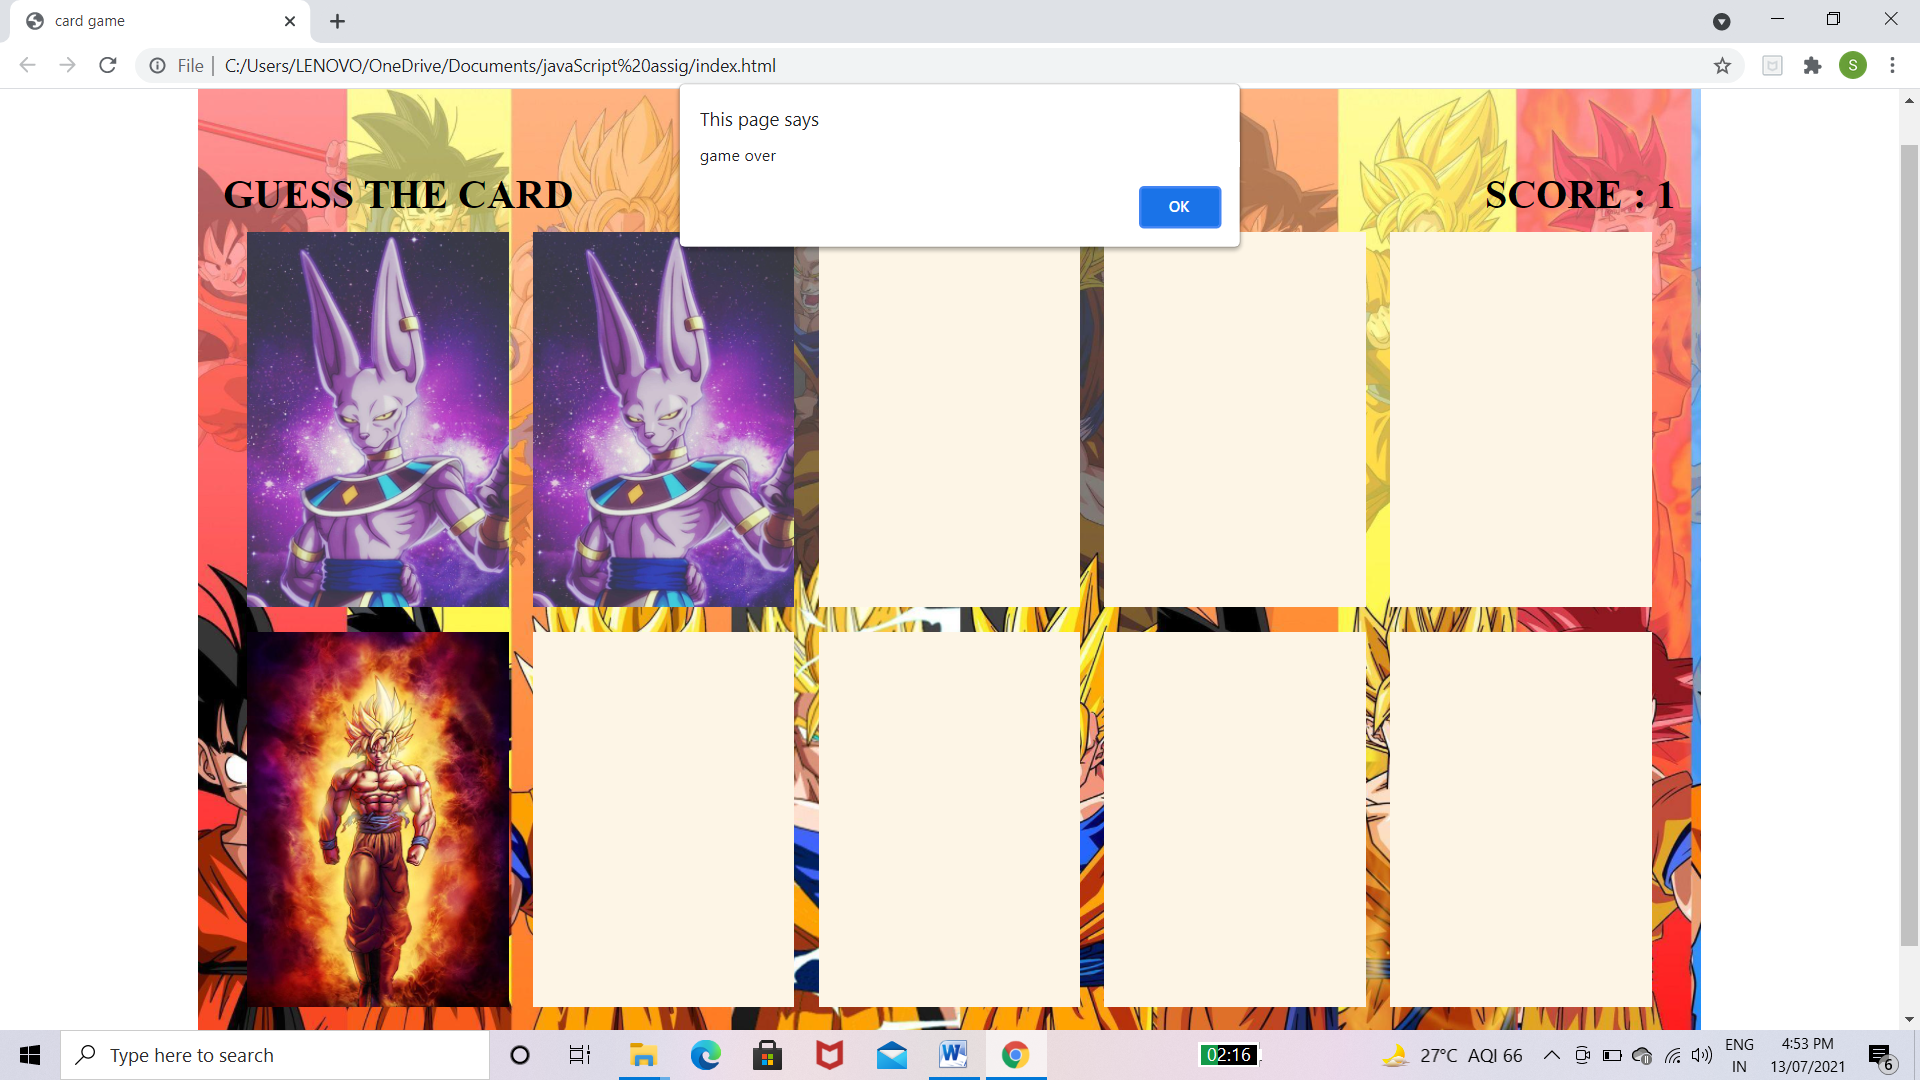 card game
File
C:/Users/LENOVO/OneDrive/Documents/javaScript%20assig/index.html
S
This page says
game over
OK
GUESS THE CARD
SCORE : 1
Type here to search
02:16
27°C AQI 66
ENG
IN
4:53 PM
13/07/2021
6